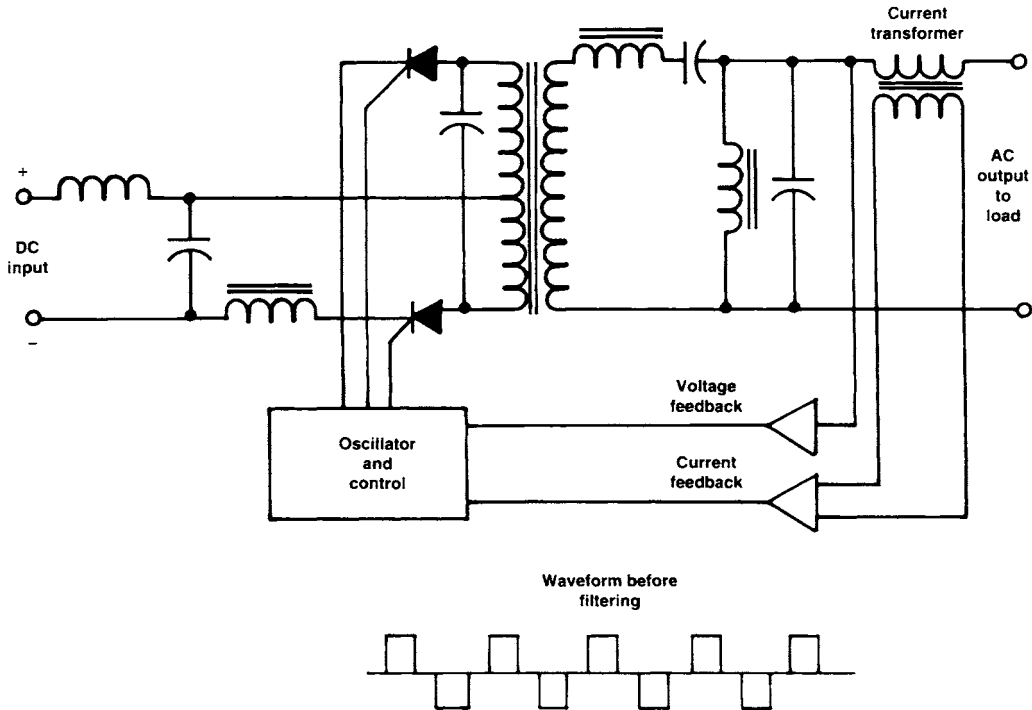 Current
transformer
+
DC
input
–
AC
output
to
load
Voltage
feedback
Oscillator
and
control
Current
feedback
Waveform before
filtering